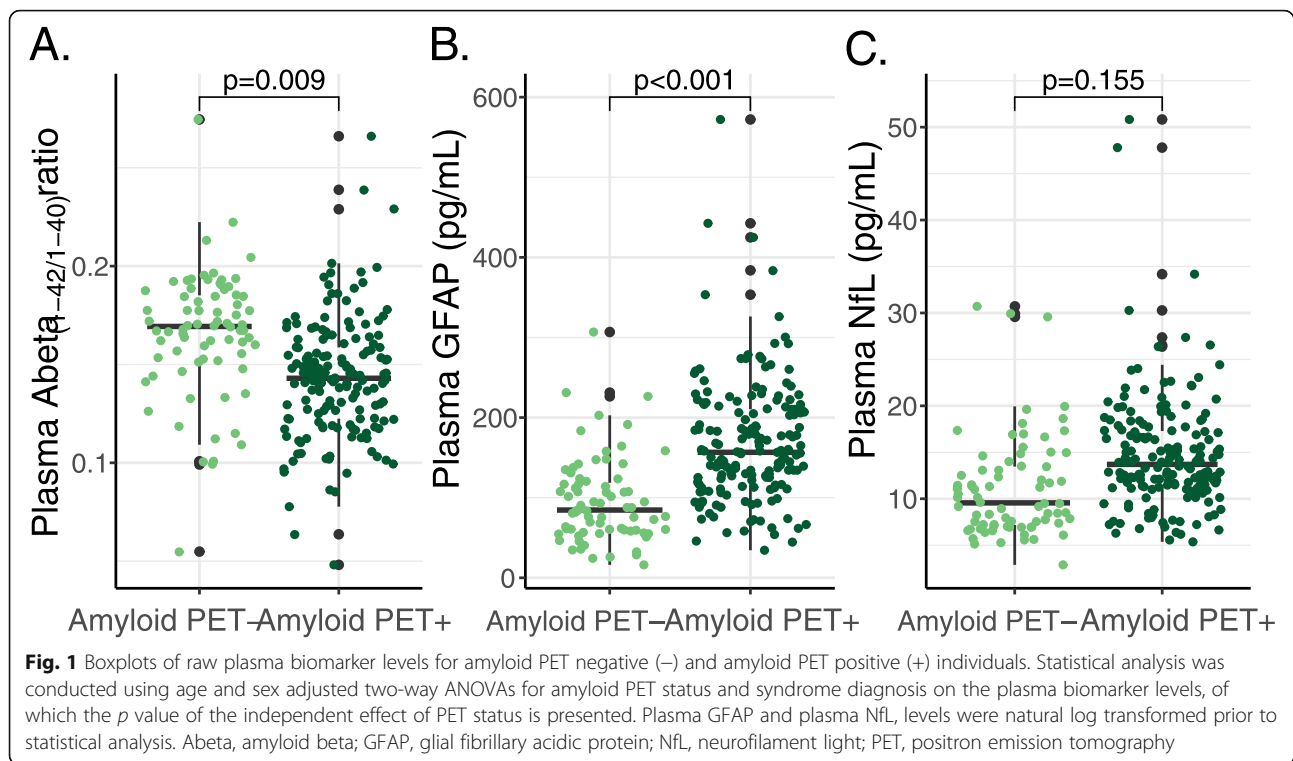 A.
B.
C.
p=0.009
p<0.001
p=0.155
Plasma Abeta(1−42/1−40)ratio
0.2
0.1
Amyloid PET−
Amyloid PET+
Plasma GFAP (pg/mL)
600
400
200
0
Amyloid PET−
Amyloid PET+
Plasma NfL (pg/mL)
50
40
30
20
10
Amyloid PET−
Amyloid PET+
Fig. 1 Boxplots of raw plasma biomarker levels for amyloid PET negative (−) and amyloid PET positive (+) individuals. Statistical analysis was
conducted using age and sex adjusted two-way ANOVAs for amyloid PET status and syndrome diagnosis on the plasma biomarker levels, of
which the p value of the independent effect of PET status is presented. Plasma GFAP and plasma NfL, levels were natural log transformed prior to
statistical analysis. Abeta, amyloid beta; GFAP, glial fibrillary acidic protein; NfL, neurofilament light; PET, positron emission tomography